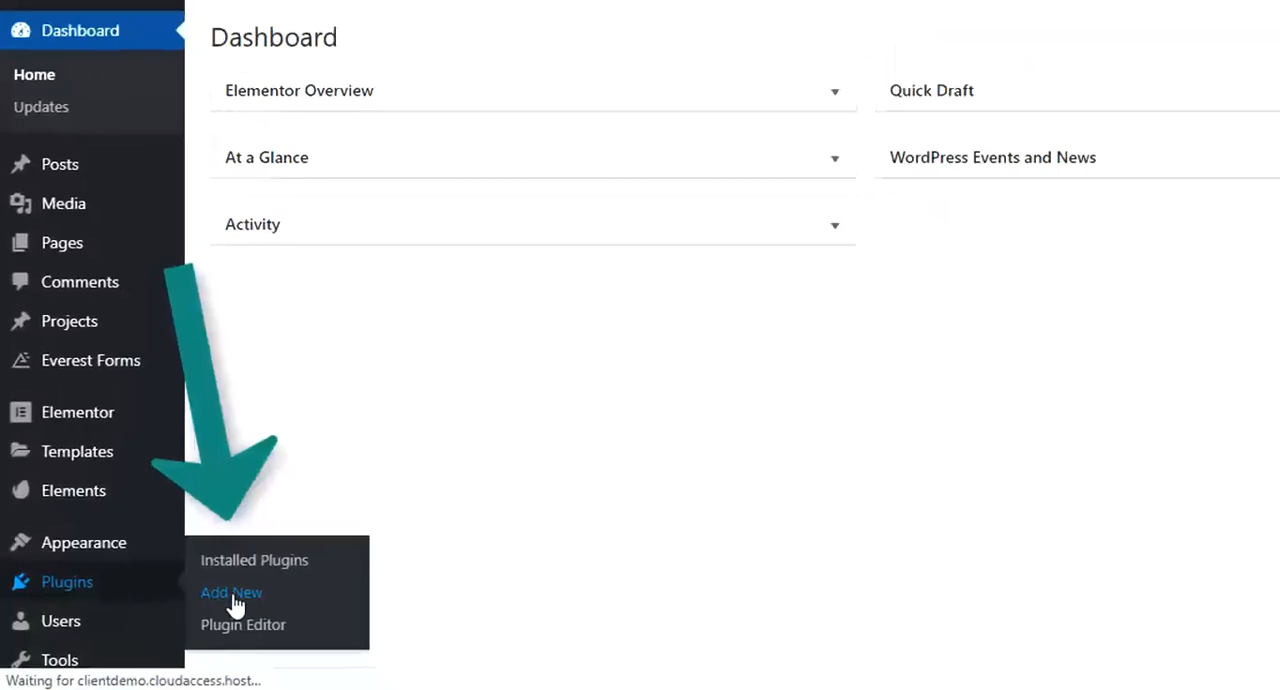 Dashboard
Home
Updates
Posts
Media
Pages
Comments
Projects
Everest Forms
Elementor
Templates
Elements
Appearance
Plugins
Users
Tools
Dashboard
Elementor Overview
At a Glance
Activity
Quick Draft
WordPress Events and News
Installed Plugins
Add New
Plugin Editor
Waiting for clientdemo.cloudaccess.host...